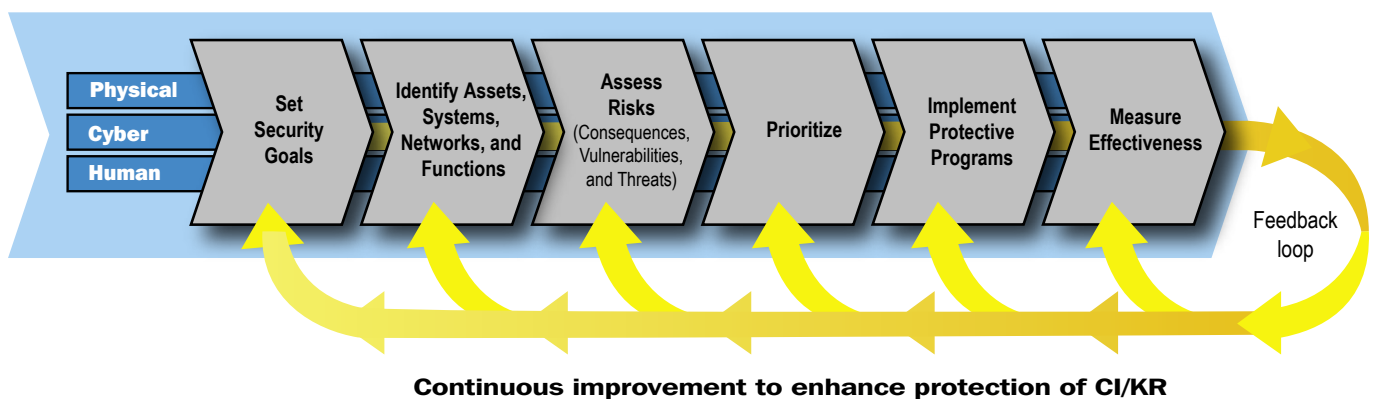 Physical
Cyber
Human
Set
Security
Goals
Identify Assets,
Systems,
Networks, and
Functions
Assess
Risks
(Consequences,
Vulnerabilities,
and Threats)
Prioritize
Implement
Protective
Programs
Measure
Effectiveness
Feedback
loop
Continuous improvement to enhance protection of CI/KR